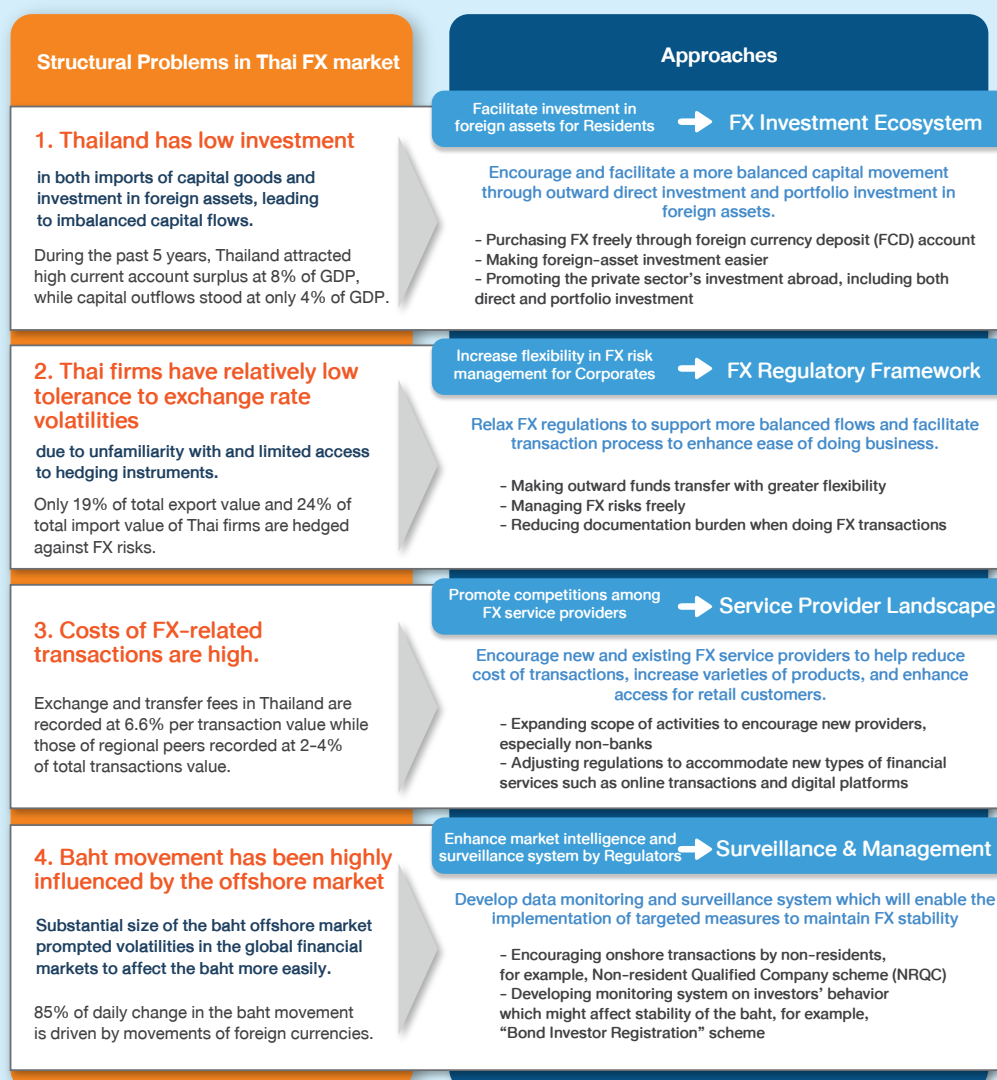 Structural Problems in Thai FX market
Approaches
1. Thailand has low investment
in both imports of capital goods and
investment in foreign assets, leading
to imbalanced capital flows.
During the past 5 years, Thailand attracted
high current account surplus at 8% of GDP,
while capital outflows stood at only 4% of GDP.
Facilitate investment in
foreign assets for Residents
FX Investment Ecosystem
Encourage and facilitate a more balanced capital movement
through outward direct investment and portfolio investment in
foreign assets.
- Purchasing FX freely through foreign currency deposit (FCD) account
- Making foreign-asset investment easier
- Promoting the private sector's investment abroad, including both
direct and portfolio investment
2. Thai firms have relatively low
tolerance to exchange rate
volatilities
due to unfamiliarity with and limited access
to hedging instruments.
Only 19% of total export value and 24% of
total import value of Thai firms are hedged
against FX risks.
Increase flexibility in FX risk
management for Corporates
FX Regulatory Framework
Relax FX regulations to support more balanced flows and facilitate
transaction process to enhance ease of doing business.
- Making outward funds transfer with greater flexibility
- Managing FX risks freely
- Reducing documentation burden when doing FX transactions
3. Costs of FX-related
transactions are high.
Exchange and transfer fees in Thailand are
recorded at 6.6% per transaction value while
those of regional peers recorded at 2-4%
of total transactions value.
Promote competitions among
FX service providers
Service Provider Landscape
Encourage new and existing FX service providers to help reduce
cost of transactions, increase varieties of products, and enhance
access for retail customers.
- Expanding scope of activities to encourage new providers,
especially non-banks
- Adjusting regulations to accommodate new types of financial
services such as online transactions and digital platforms
4. Baht movement has been highly
influenced by the offshore market
Substantial size of the baht offshore market
prompted volatilities in the global financial
markets to affect the baht more easily.
85% of daily change in the baht movement
is driven by movements of foreign currencies.
Enhance market intelligence and
surveillance system by Regulators
Surveillance & Management
Develop data monitoring and surveillance system which will enable the
implementation of targeted measures to maintain FX stability
- Encouraging onshore transactions by non-residents,
for example, Non-resident Qualified Company scheme (NRQC)
- Developing monitoring system on investors' behavior
which might affect stability of the baht, for example,
"Bond Investor Registration" scheme